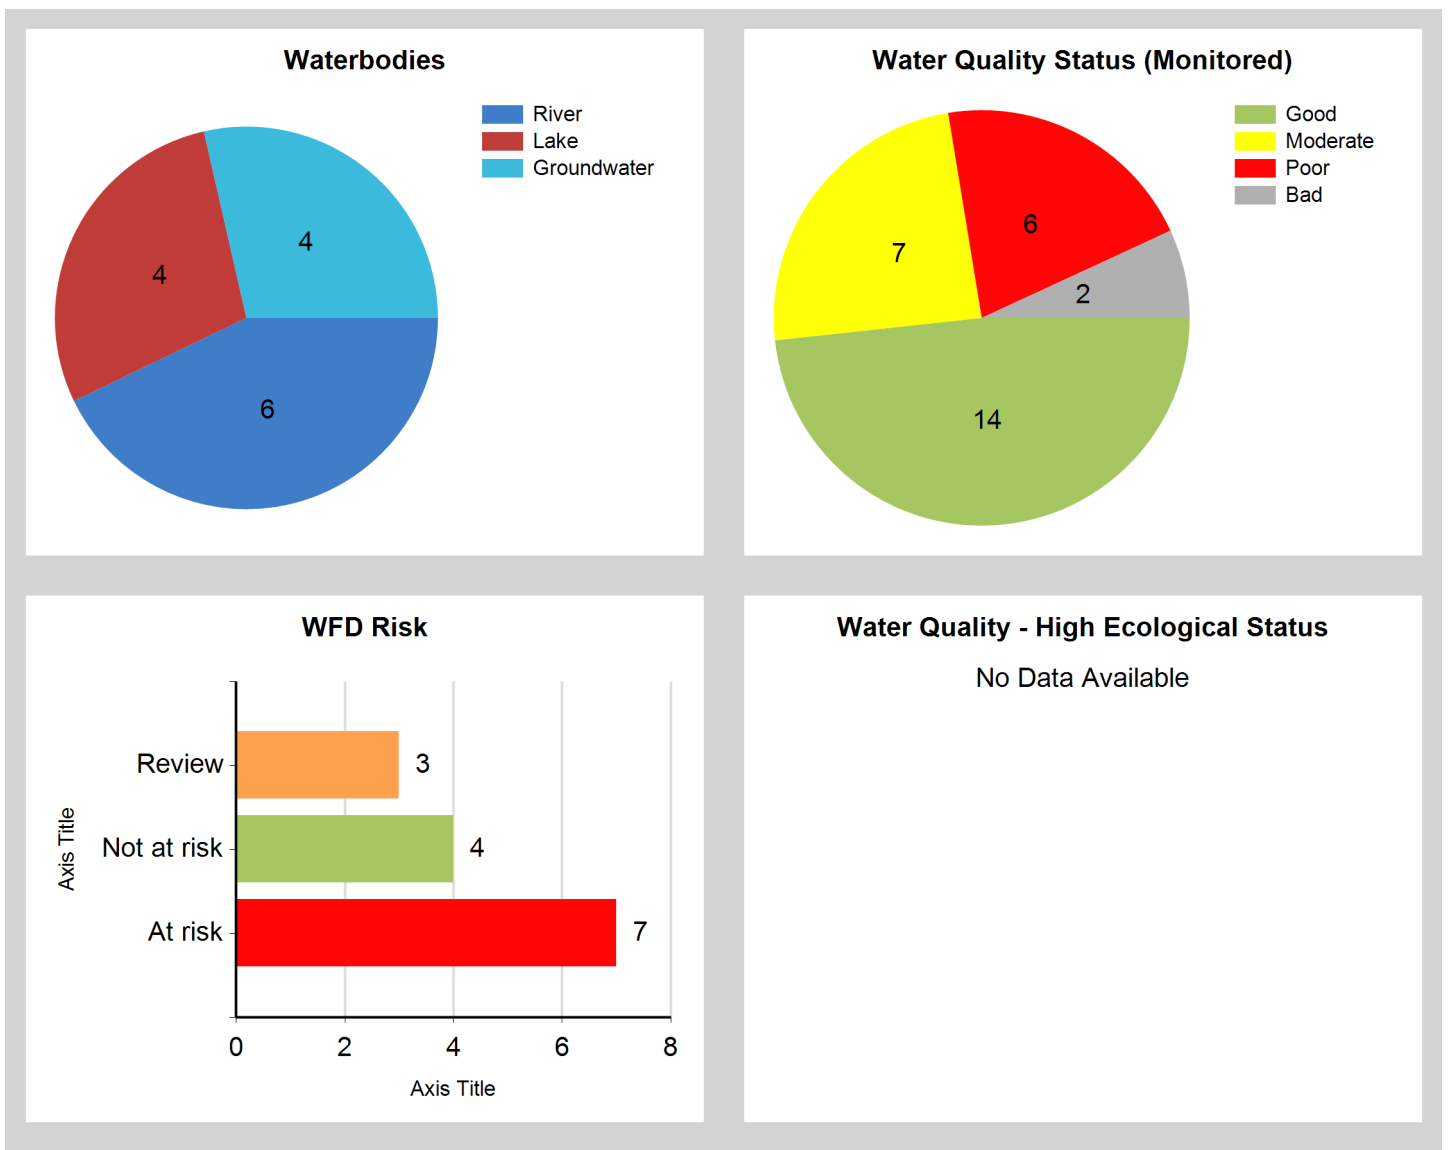 Waterbodies
River
Lake
Groundwater
4
4
6
Water Quality Status (Monitored)
Good
Moderate
Poor
Bad
6
7
2
14
WFD Risk
Axis Title
Review
3
Not at risk
4
At risk
7
0 2 4 6 8
Axis Title
Water Quality - High Ecological Status
No Data Available